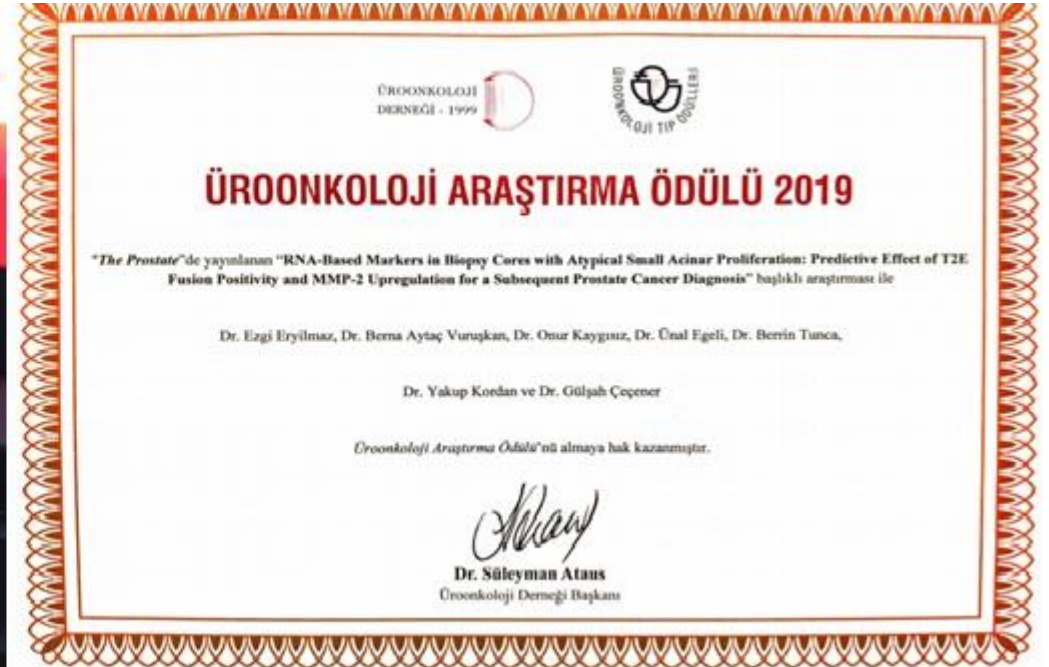 ÜROONKOLOJİ
DERNEĞİ - 1999
ÜROONKOLOJİ TIP ÖDÜLLERİ
ÜROONKOLOJİ ARAŞTIRMA ÖDÜLÜ 2019
"The Prostate"de yayınlanan "RNA-Based Markers in Biopsy Cores with Atypical Small Acinar Proliferation: Predictive Effect of T2E
Fusion Positivity and MMP-2 Upregulation for a Subsequent Prostate Cancer Diagnosis" başlıklı araştırması ile
Dr. Ezgi Eryilmaz, Dr. Berna Aytaç Vuruşkan, Dr. Onur Kaygısız, Dr. Ünal Egeli, Dr. Berrin Tunca,
Dr. Yakup Kordan ve Dr. Gülşah Çeçener
Üroonkoloji Araştırma Ödülü'nü almaya hak kazanmıştır.
Dr. Süleyman Ataus
Üroonkoloji Derneği Başkanı